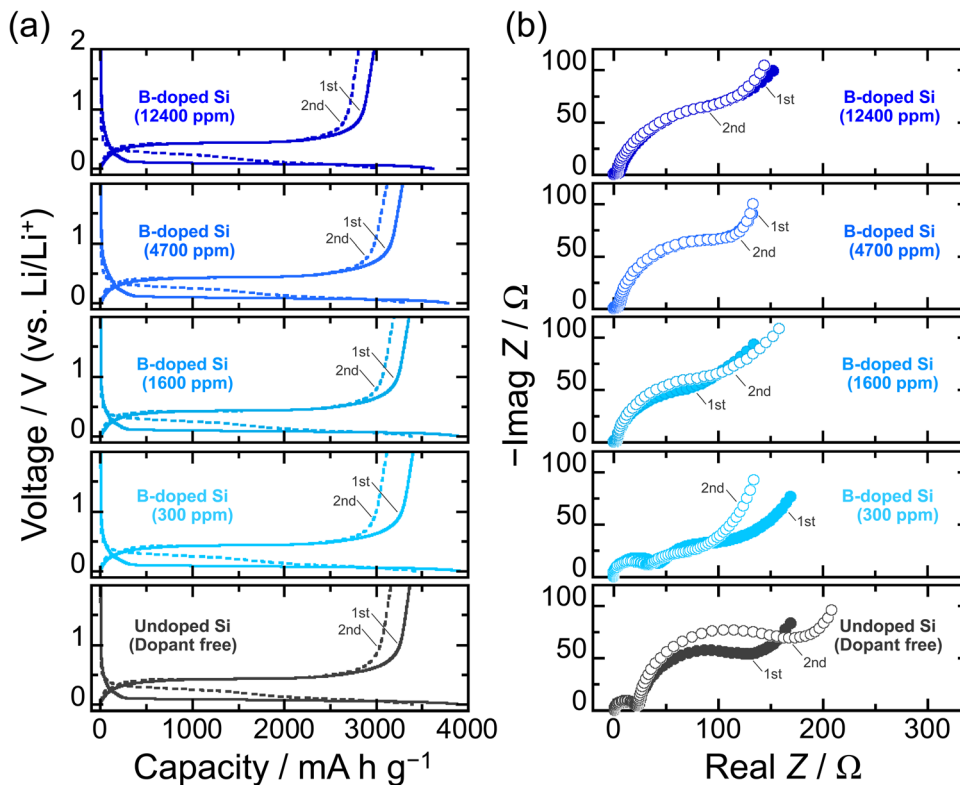 (a)
(b)
Voltage / V (vs. Li/Li⁺)
2
1
0
B-doped Si
(12400 ppm)
1st
2nd
1
0
B-doped Si
(4700 ppm)
1st
2nd
1
0
B-doped Si
(1600 ppm)
1st
2nd
1
0
B-doped Si
(300 ppm)
1st
2nd
1
0
Undoped Si
(Dopant free)
1st
2nd
0
1000
2000
3000
4000
Capacity / mA h g⁻¹
−Imag Z / Ω
100
50
0
B-doped Si
(12400 ppm)
1st
2nd
100
50
0
B-doped Si
(4700 ppm)
1st
2nd
100
50
0
B-doped Si
(1600 ppm)
1st
2nd
100
50
0
B-doped Si
(300 ppm)
2nd
1st
100
50
0
Undoped Si
(Dopant free)
1st
2nd
0
100
200
300
Real Z / Ω